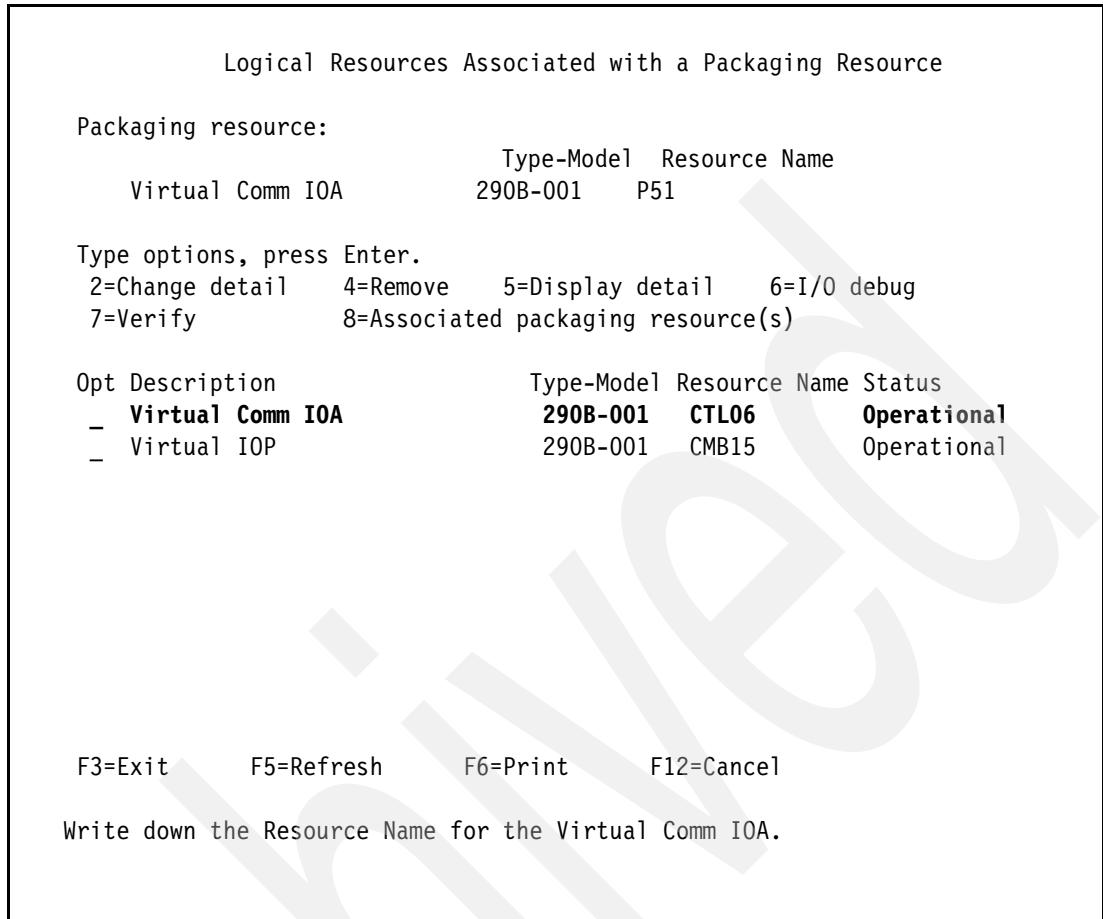 Logical Resources Associated with a Packaging Resource
Packaging resource:
Type-Model Resource Name
Virtual Comm IOA 290B-001 P51
Type options, press Enter.
2=Change detail 4=Remove 5=Display detail 6=I/O debug
7=Verify 8=Associated packaging resource(s)
Opt Description Type-Model Resource Name Status
_ Virtual Comm IOA 290B-001 CTL06 Operational
_ Virtual IOP 290B-001 CMB15 Operational
F3=Exit F5=Refresh F6=Print F12=Cancel
Write down the Resource Name for the Virtual Comm IOA.
hived